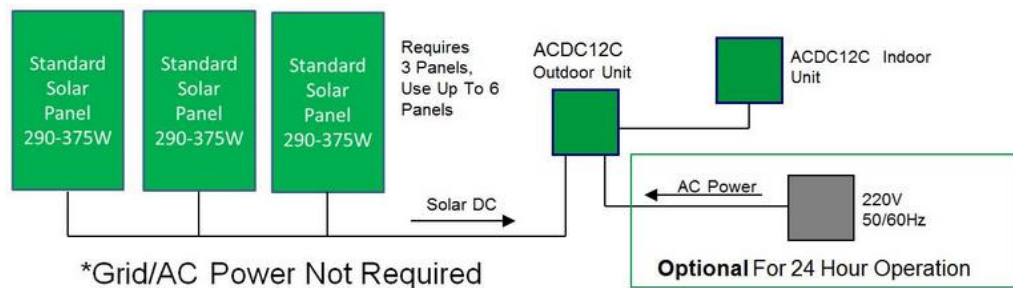 Standard
Solar
Panel
290-375W
Standard
Solar
Panel
290-375W
Standard
Solar
Panel
290-375W
Requires
3 Panels,
Use Up To 6
Panels
ACDC12C
Outdoor Unit
ACDC12C Indoor
Unit
Solar DC
AC Power
220V
50/60Hz
*Grid/AC Power Not Required
Optional For 24 Hour Operation